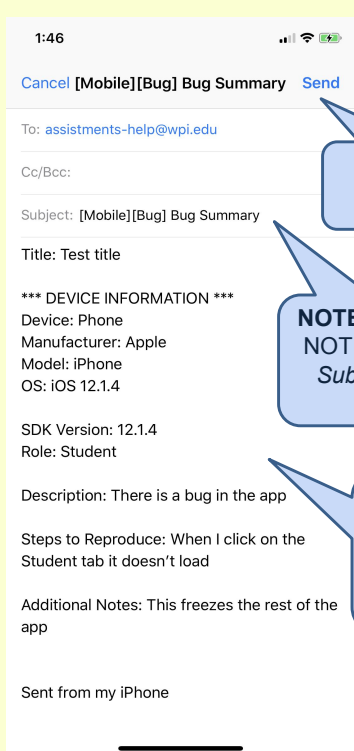 1:46
Cancel [Mobile][Bug] Bug Summary Send
To: assistments-help@wpi.edu
Cc/Bcc:
Subject: [Mobile][Bug] Bug Summary
Title: Test title
*** DEVICE INFORMATION ***
Device: Phone
Manufacturer: Apple
Model: iPhone
OS: iOS 12.1.4
SDK Version: 12.1.4
Role: Student
Description: There is a bug in the app
Steps to Reproduce: When I click on the
Student tab it doesn’t load
Additional Notes: This freezes the rest of the
app
Sent from my iPhone
NOTE
NOT
Sub